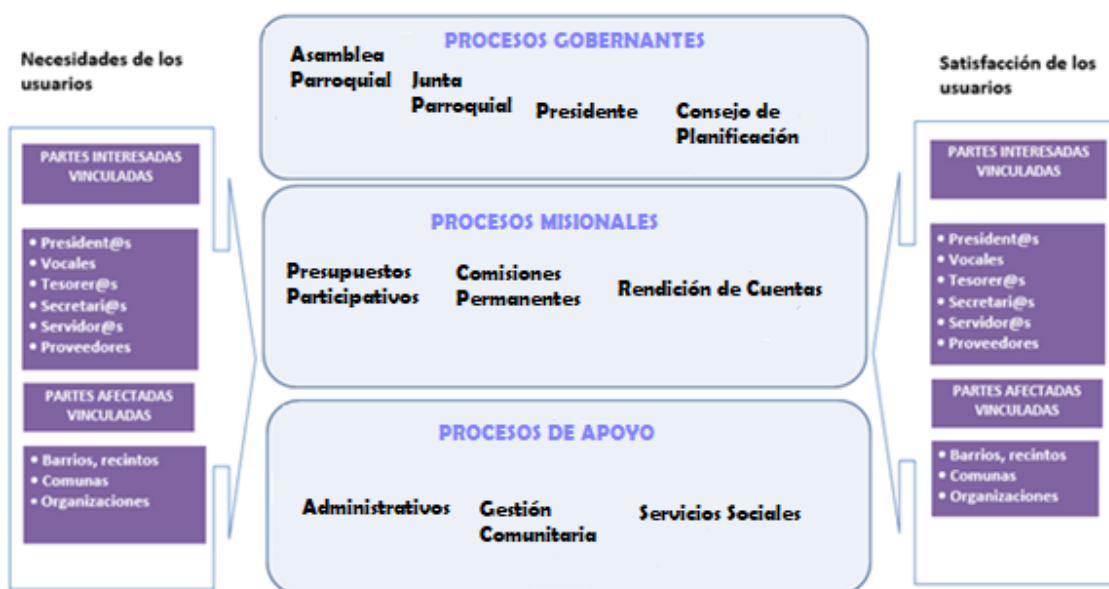 Necesidades de los
usuarios
PARTES INTERESADAS
VINCULADAS
• President@s
• Vocales
• Tesorer@s
• Secretari@s
• Servidor@s
• Proveedores
PARTES AFECTADAS
VINCULADAS
• Barrios, recintos
• Comunas
• Organizaciones
PROCESOS GOBERNANTES
Asamblea
Parroquial
Junta
Parroquial
Presidente
Consejo de
Planificación
PROCESOS MISIONALES
Presupuestos
Participativos
Comisiones
Permanentes
Rendición de Cuentas
PROCESOS DE APOYO
Administrativos
Gestión
Comunitaria
Servicios Sociales
Satisfacción de los
usuarios
PARTES INTERESADAS
VINCULADAS
• President@s
• Vocales
• Tesorer@s
• Secretari@s
• Servidor@s
• Proveedores
PARTES AFECTADAS
VINCULADAS
• Barrios, recintos
• Comunas
• Organizaciones